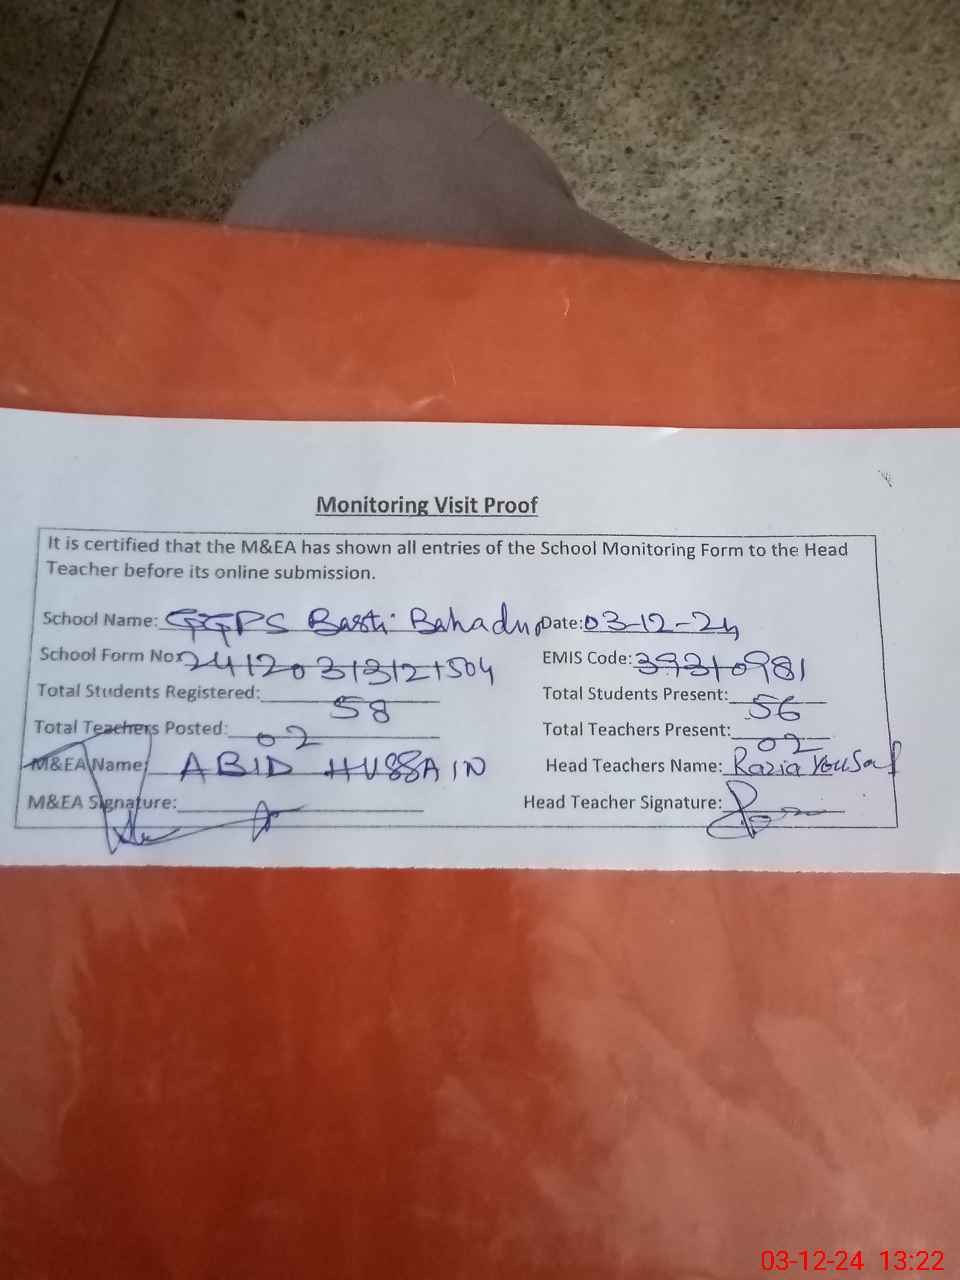 Monitoring Visit Proof
It is certified that the M&EA has shown all entries of the School Monitoring Form to the Head
Teacher before its online submission.
School Name: GGPS Basti Bahadur Date: 03-12-24
School Form No: 24120313121504 EMIS Code: 39310981
Total Students Registered: 58 Total Students Present: 56
Total Teachers Posted: 02 Total Teachers Present: 02
M&EA Name: ABID HUSSAIN Head Teachers Name: Razia Yousaf
M&EA Signature: Head Teacher Signature:
03-12-24 13:22